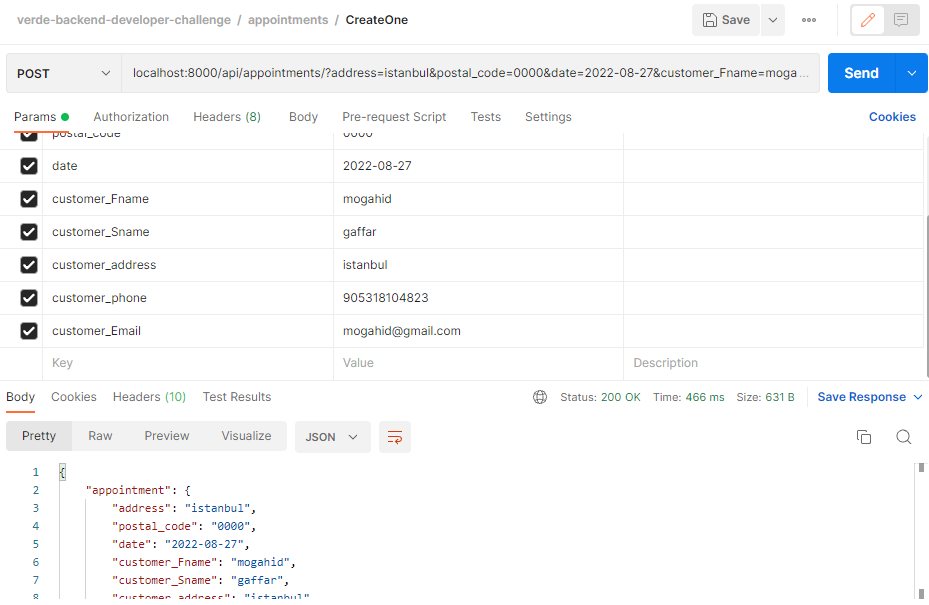 verde-backend-developer-challenge / appointments / CreateOne
Save
POST
localhost:8000/api/appointments/?address=istanbul&postal_code=0000&date=2022-08-27&customer_Fname=moga...
Send
Params Authorization Headers (8) Body Pre-request Script Tests Settings Cookies
postal_code 0000
date 2022-08-27
customer_Fname mogahid
customer_Sname gaffar
customer_address istanbul
customer_phone 905318104823
customer_Email mogahid@gmail.com
Key Value Description
Body Cookies Headers (10) Test Results Status: 200 OK Time: 466 ms Size: 631 B Save Response
Pretty Raw Preview Visualize JSON
1 {
2 "appointment": {
3 "address": "istanbul",
4 "postal_code": "0000",
5 "date": "2022-08-27",
6 "customer_Fname": "mogahid",
7 "customer_Sname": "gaffar",
8 "customer_address": "istanbul"